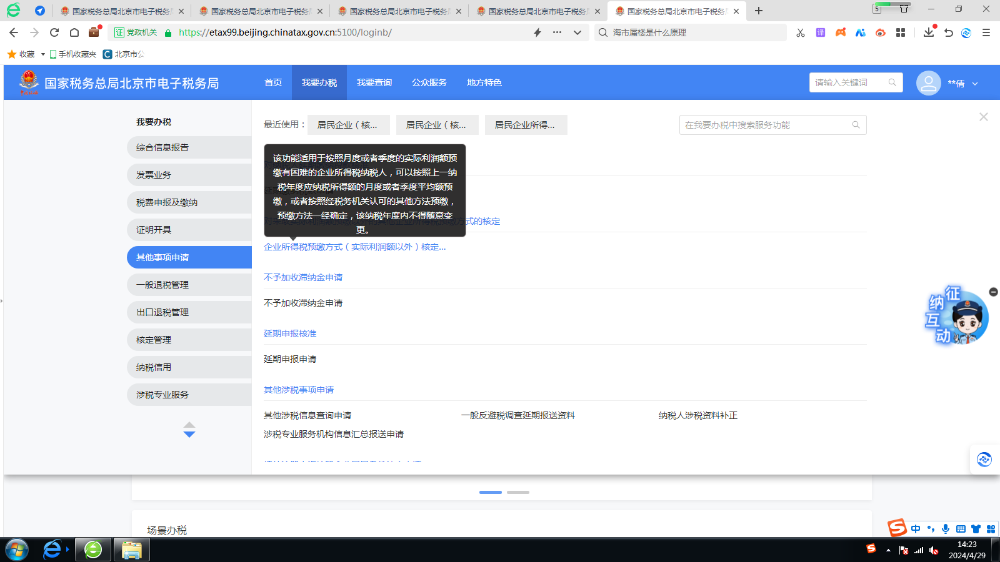 国家税务总局北京市电子税务局
国家税务总局北京市电子税务
国家税务总局北京市电子税务
国家税务总局北京市电子税务
国家税务总局北京市电子税务
5
证 党政机关
https://etax99.beijing.chinatax.gov.cn:5100/loginb/
海市蜃楼是什么原理
译
收藏
手机收藏夹
北京市公
国家税务总局北京市电子税务局
首页
我要办税
我要查询
公众服务
地方特色
请输入关键词
**倩
我要办税
综合信息报告
发票业务
税费申报及缴纳
证明开具
其他事项申请
一般退税管理
出口退税管理
核定管理
纳税信用
涉税专业服务
最近使用：
居民企业（核...
居民企业（核...
居民企业所得...
在我要办税中搜索服务功能
该功能适用于按照月度或者季度的实际利润额预
缴有困难的企业所得税纳税人，可以按照上一纳
税年度应纳税所得额的月度或者季度平均额预
缴，或者按照经税务机关认可的其他方法预缴，
预缴方法一经确定，该纳税年度内不得随意变
更。
式的核定
企业所得税预缴方式（实际利润额以外）核定...
不予加收滞纳金申请
不予加收滞纳金申请
延期申报核准
延期申报申请
其他涉税事项申请
其他涉税信息查询申请
一般反避税调查延期报送资料
纳税人涉税资料补正
涉税专业服务机构信息汇总报送申请
征
纳
互
动
场景办税
中
14:23
2024/4/29